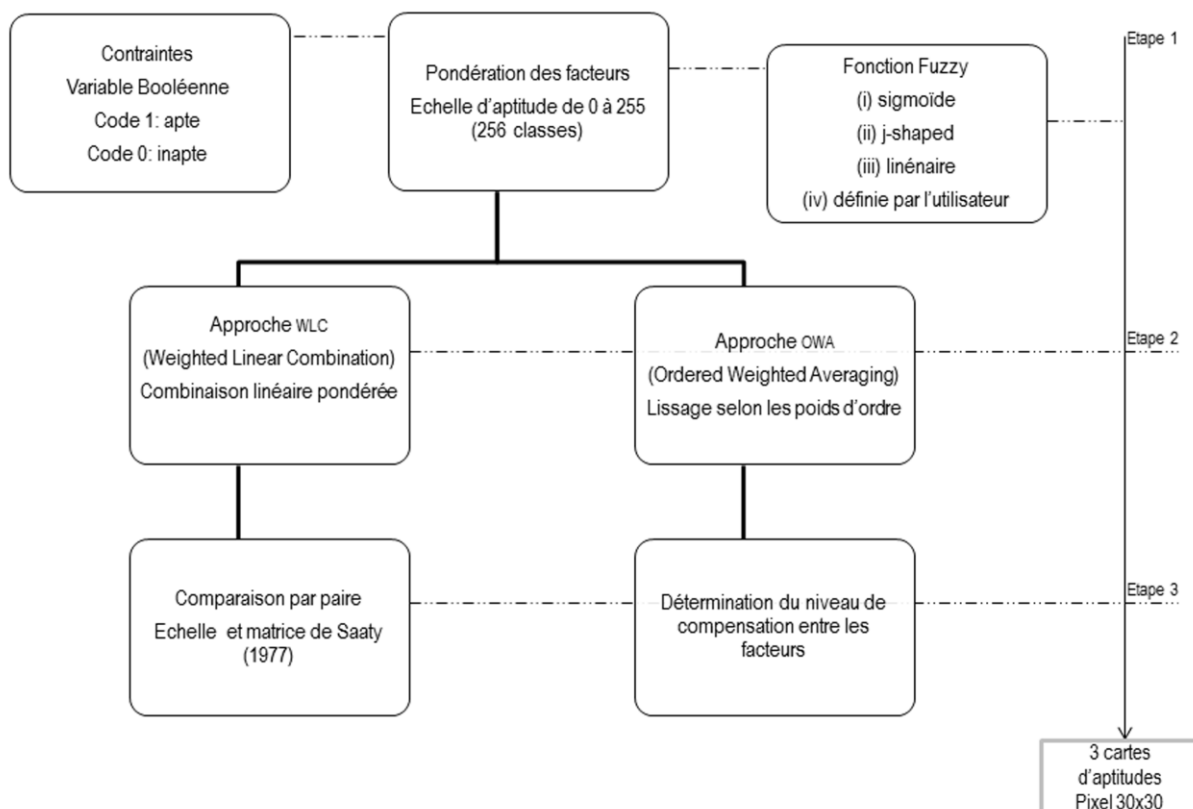 Contraintes
Variable Booléenne
Code 1: apte
Code 0: inapte
Pondération des facteurs
Echelle d'aptitude de 0 à 255
(256 classes)
Fonction Fuzzy
(i) sigmoïde
(ii) j-shaped
(iii) linénaire
(iv) définie par l'utilisateur
Etape 1
Approche WLC
(Weighted Linear Combination)
Combinaison linéaire pondérée
Approche OWA
(Ordered Weighted Averaging)
Lissage selon les poids d'ordre
Etape 2
Comparaison par paire
Echelle et matrice de Saaty
(1977)
Détermination du niveau de
compensation entre les
facteurs
Etape 3
3 cartes
d'aptitudes
Pixel 30x30